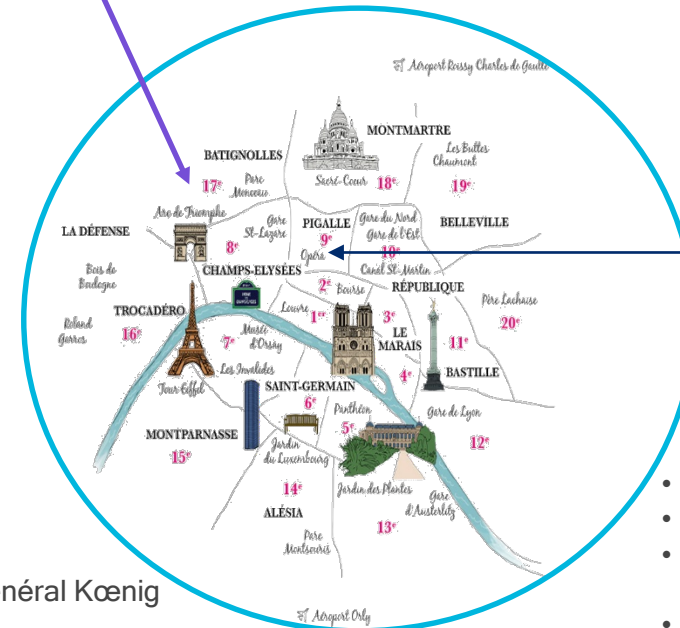 Aéroport Roissy Charles de Gaulle
MONTMARTRE
Les Buttes
Chaumont
BATIGNOLLES
17e
Parc
Monceau
Sacré-Coeur
18e
19e
Arc de Triomphe
Gare
St-Lazare
PIGALLE
9e
Opéra
Gare du Nord
Gare de l'Est
10e
Canal St-Martin
BELLEVILLE
LA DÉFENSE
8e
Bois de
Boulogne
CHAMPS-ELYSÉES
2e
Bourse
RÉPUBLIQUE
Père Lachaise
20e
TROCADÉRO
16e
Roland
Garros
Louvre
1er
3e
LE
MARAIS
11e
7e
Musée
d'Orsay
Les Invalides
4e
BASTILLE
Tour Eiffel
SAINT-GERMAIN
6e
Panthéon
5e
Gare de Lyon
12e
MONTPARNASSE
15e
Jardin
du Luxembourg
14e
ALÉSIA
Jardin des Plantes
Gare
d'Austerlitz
13e
Parc
Montsouris
énéral Kœnig
Aéroport Orly